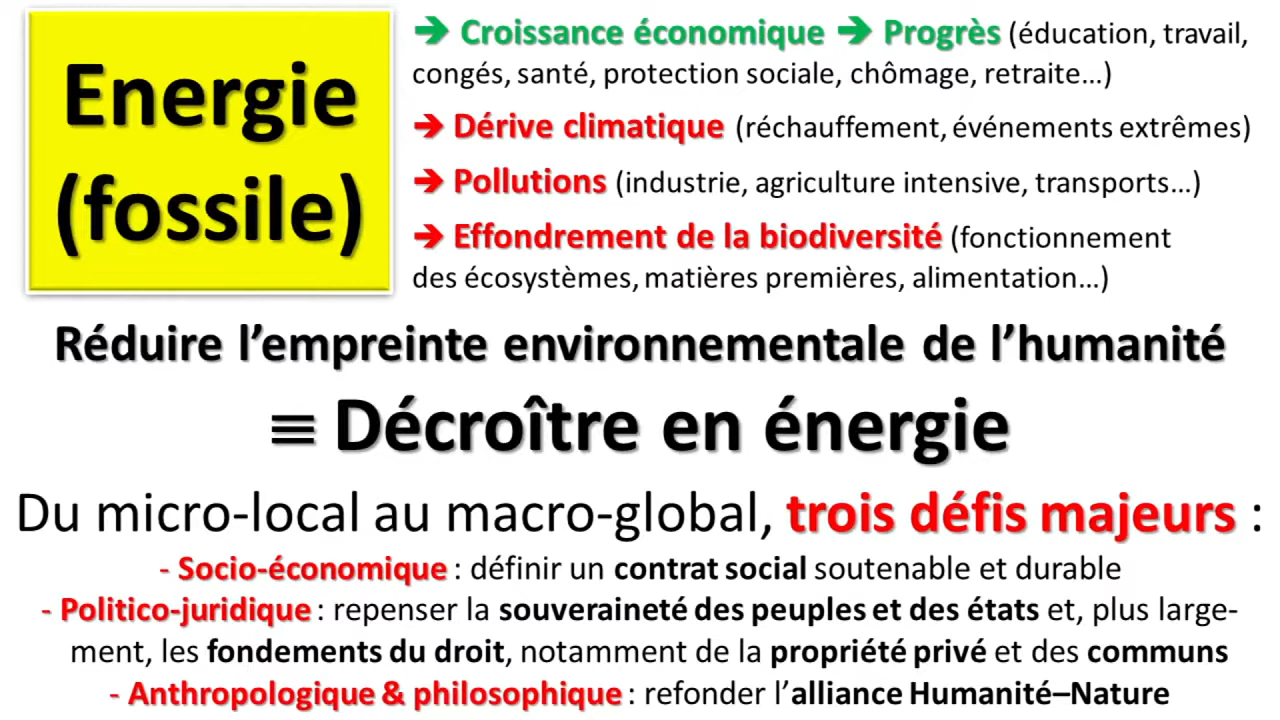 Energie
(fossile)
➔ Croissance économique ➔ Progrès (éducation, travail,
congés, santé, protection sociale, chômage, retraite…)
➔ Dérive climatique (réchauffement, événements extrêmes)
➔ Pollutions (industrie, agriculture intensive, transports…)
➔ Effondrement de la biodiversité (fonctionnement
des écosystèmes, matières premières, alimentation…)
Réduire l’empreinte environnementale de l’humanité
≡ Décroître en énergie
Du micro-local au macro-global, trois défis majeurs :
- Socio-économique : définir un contrat social soutenable et durable
- Politico-juridique : repenser la souveraineté des peuples et des états et, plus large-
ment, les fondements du droit, notamment de la propriété privé et des communs
- Anthropologique & philosophique : refonder l’alliance Humanité–Nature